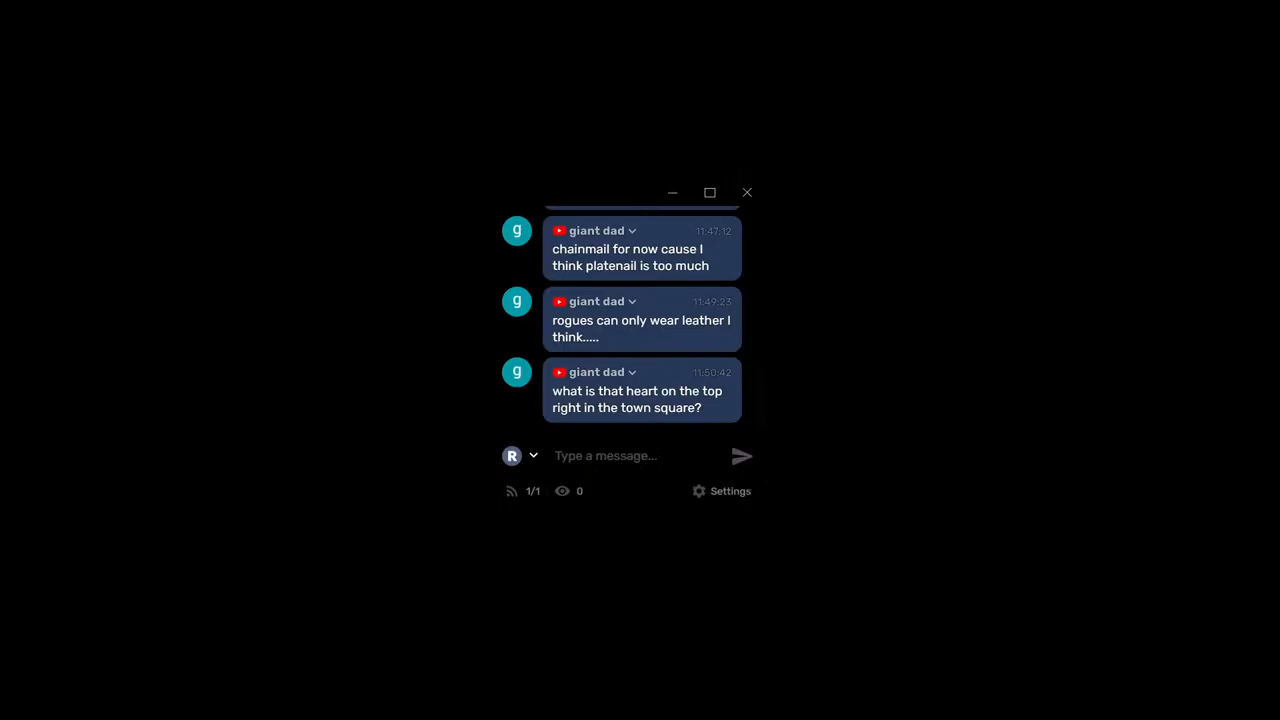 g
giant dad 11:47:12
chainmail for now cause I
think platenail is too much
g
giant dad 11:49:23
rogues can only wear leather I
think.....
g
giant dad 11:50:42
what is that heart on the top
right in the town square?
R Type a message...
1/1 0 Settings